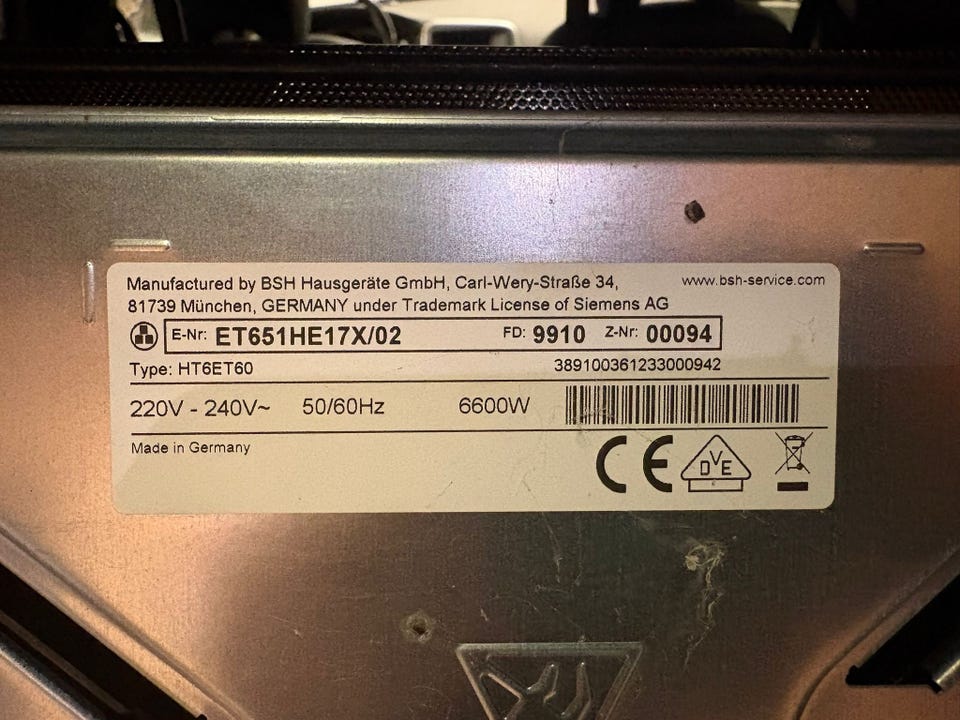 Manufactured by BSH Hausgeräte GmbH, Carl-Wery-Straße 34, www.bsh-service.com
81739 München, GERMANY under Trademark License of Siemens AG
E-Nr: ET651HE17X/02 FD: 9910 Z-Nr: 00094
Type: HT6ET60 389100361233000942
220V - 240V~ 50/60Hz 6600W
Made in Germany
CE DVE